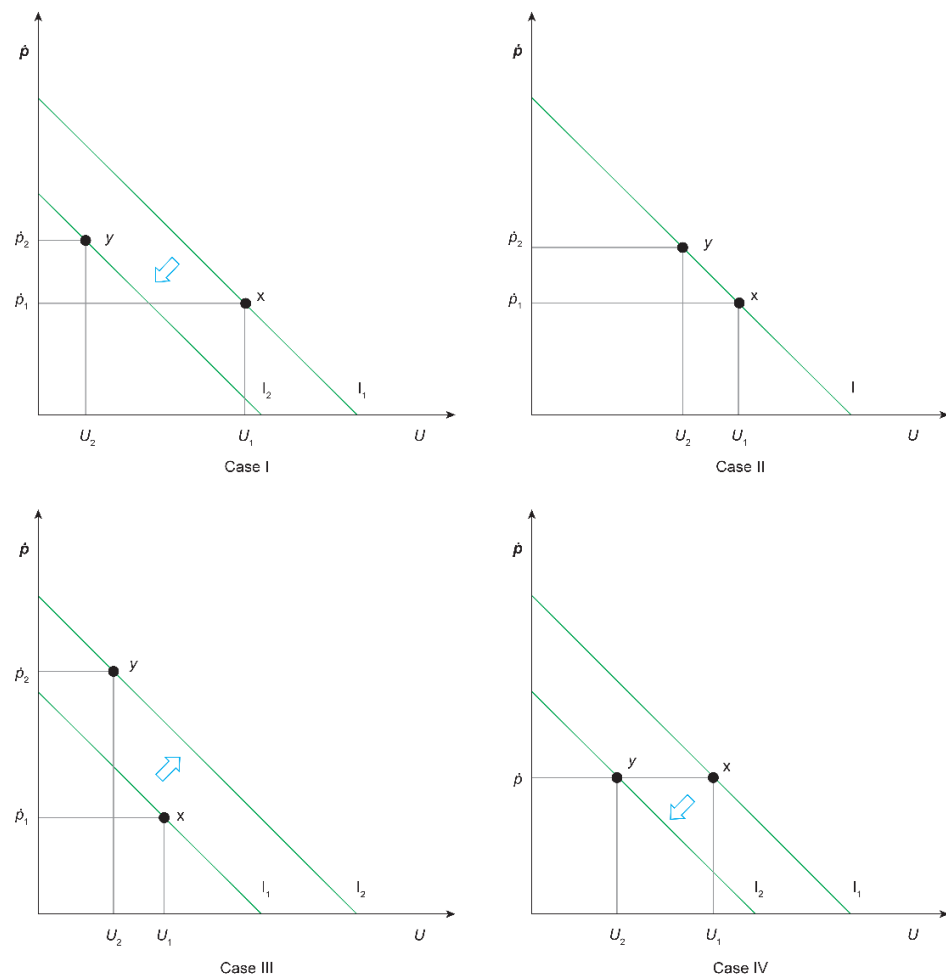 ṗ
ṗ₂
y
ṗ₁
x
I₂
I₁
U₂
U₁
U
Case I
ṗ
ṗ₂
y
ṗ₁
x
I
U₂
U₁
U
Case II
ṗ
ṗ₂
y
ṗ₁
x
I₁
I₂
U₂
U₁
U
Case III
ṗ
ṗ
y
x
I₂
I₁
U₂
U₁
U
Case IV